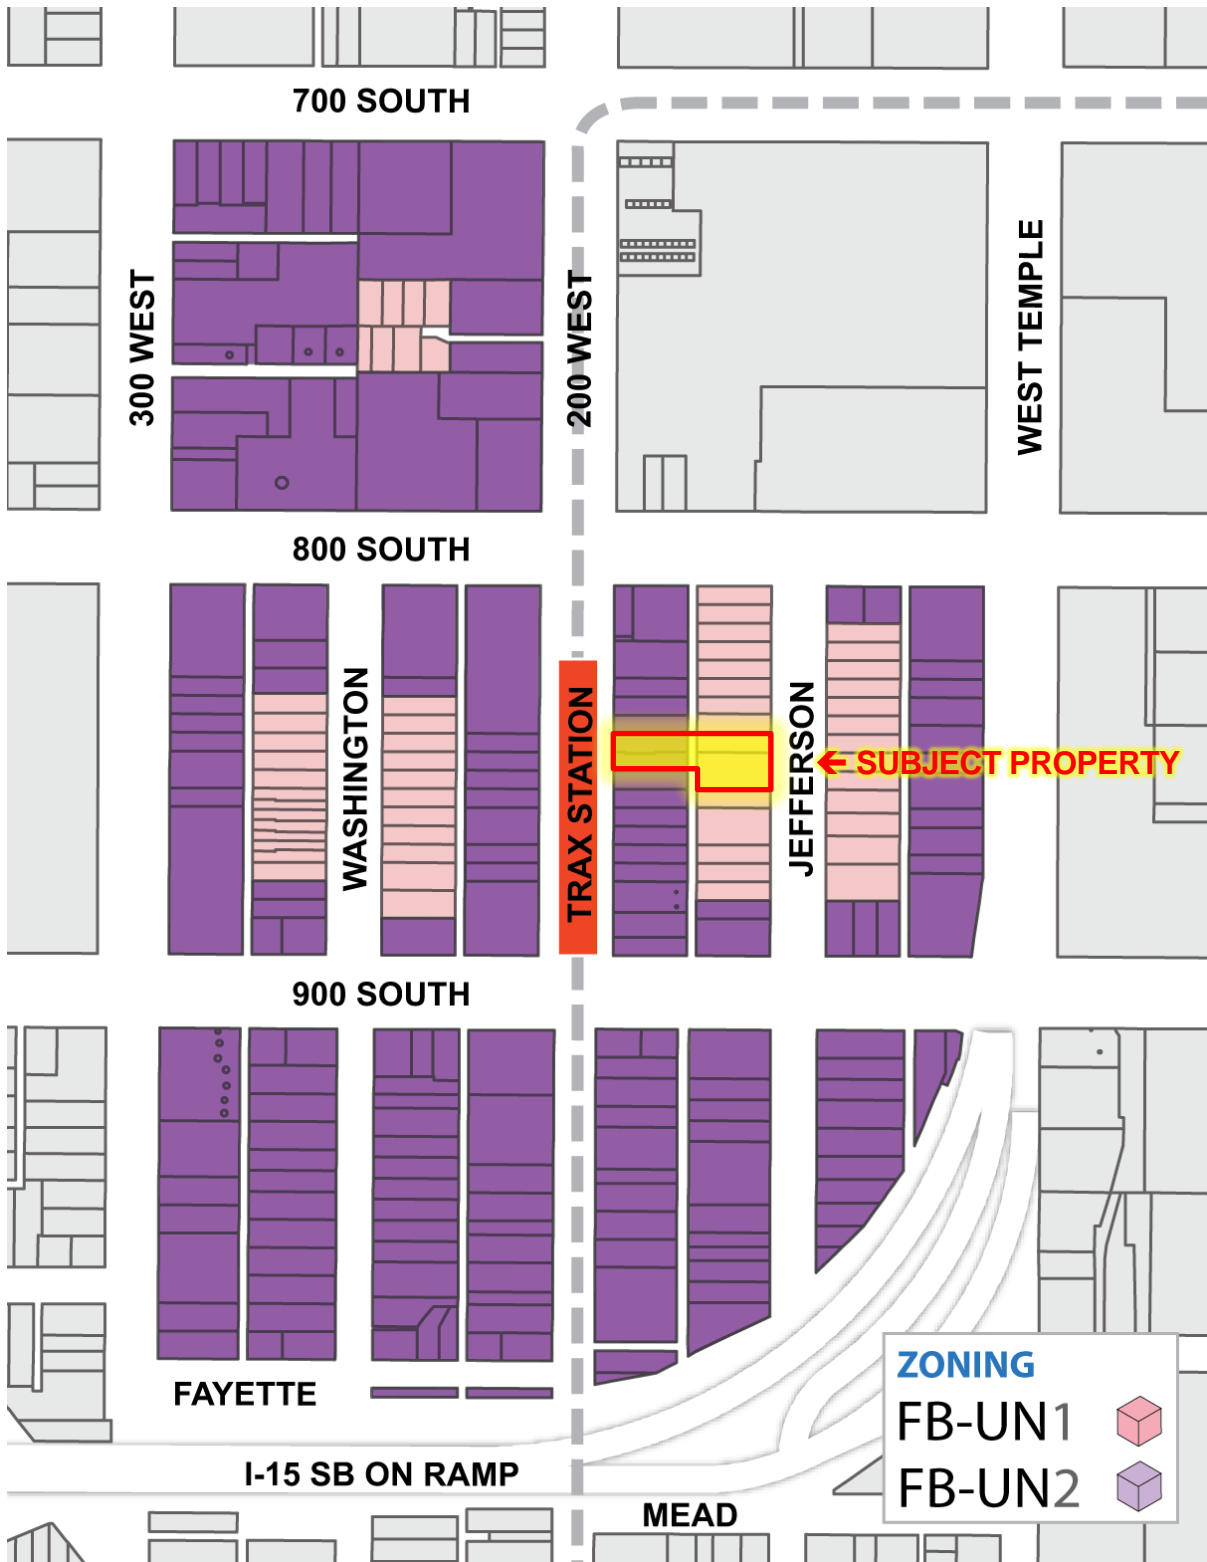 700 SOUTH
300 WEST
200 WEST
WEST TEMPLE
800 SOUTH
WASHINGTON
TRAX STATION
JEFFERSON
← SUBJECT PROPERTY
900 SOUTH
FAYETTE
I-15 SB ON RAMP
MEAD
ZONING
FB-UN1
FB-UN2